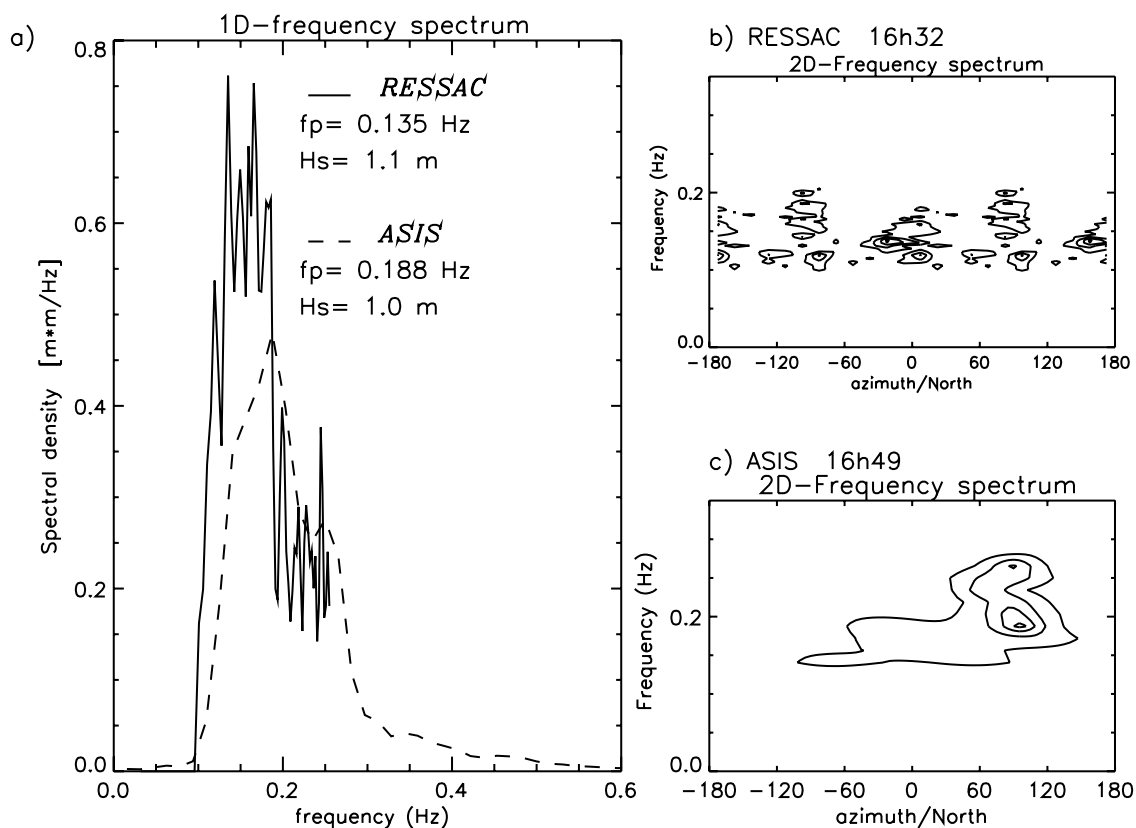 a)
1D-frequency spectrum
0.8
0.6
0.4
0.2
0.0
Spectral density [m*m/Hz]
RESSAC
fp= 0.135 Hz
Hs= 1.1 m
ASIS
fp= 0.188 Hz
Hs= 1.0 m
0.0 0.2 0.4 0.6
frequency (Hz)
b) RESSAC 16h32
2D-Frequency spectrum
Frequency (Hz)
0.2
0.0
-180 -120 -60 0 60 120 180
azimuth/North
c) ASIS 16h49
2D-Frequency spectrum
Frequency (Hz)
0.2
0.0
-180 -120 -60 0 60 120 180
azimuth/North